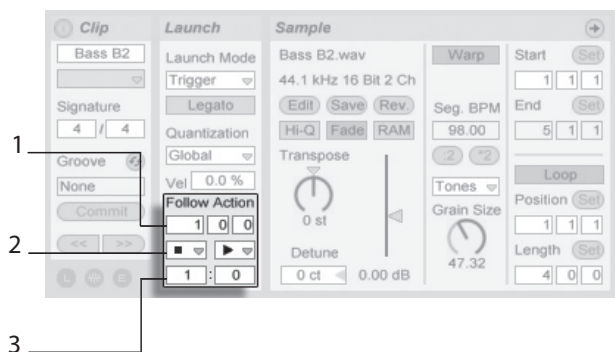 Clip
Bass B2
Signature
4 / 4
Groove
None
Commit
<< >>
L E
Launch
Launch Mode
Trigger
Legato
Quantization
Global
Vel 0.0 %
Follow Action
1 0 0
1 : 0
Sample
Bass B2.wav
44.1 kHz 16 Bit 2 Ch
Edit Save Rev.
Hi-Q Fade RAM
Transpose
0 st
Detune
0 ct 0.00 dB
Warp
Seg. BPM
98.00
:2 *2
Tones
Grain Size
47.32
Start Set
1 1 1
End Set
5 1 1
Loop
Position Set
1 1 1
Length Set
4 0 0
1
2
3